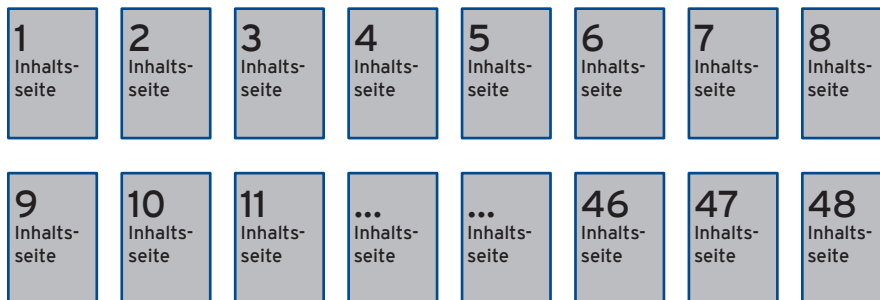 1 2 3 4 5 6 7 8
Inhalts- Inhalts- Inhalts- Inhalts- Inhalts- Inhalts- Inhalts- Inhalts-
seite seite seite seite seite seite seite seite
9 10 11 ... ... 46 47 48
Inhalts- Inhalts- Inhalts- Inhalts- Inhalts- Inhalts- Inhalts- Inhalts-
seite seite seite seite seite seite seite seite